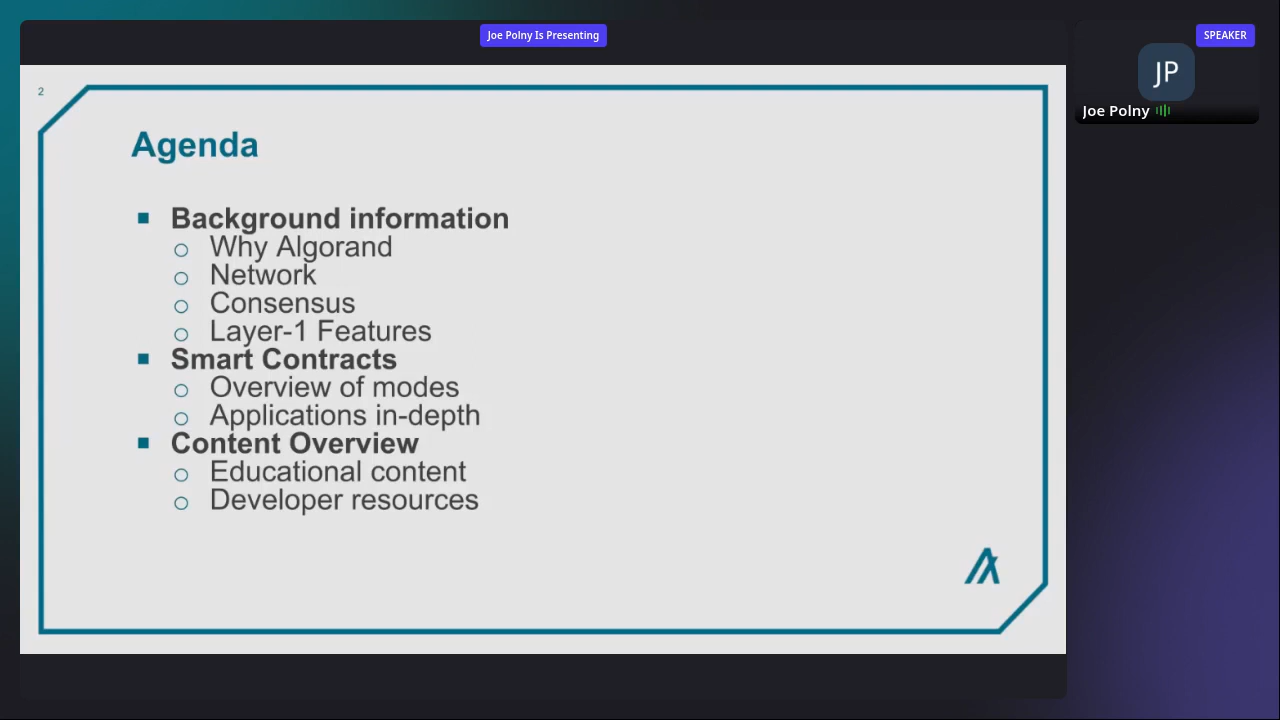 Joe Polny Is Presenting
SPEAKER
JP
Joe Polny
2
Agenda
Background information
Why Algorand
Network
Consensus
Layer-1 Features
Smart Contracts
Overview of modes
Applications in-depth
Content Overview
Educational content
Developer resources